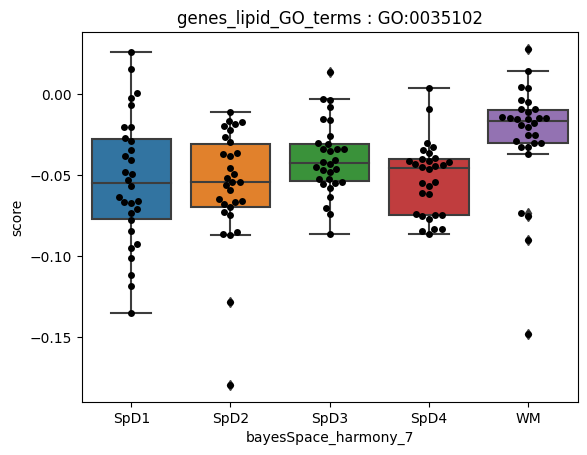 genes_lipid_GO_terms : GO:0035102
score
0.00
−0.05
−0.10
−0.15
SpD1 SpD2 SpD3 SpD4 WM
bayesSpace_harmony_7